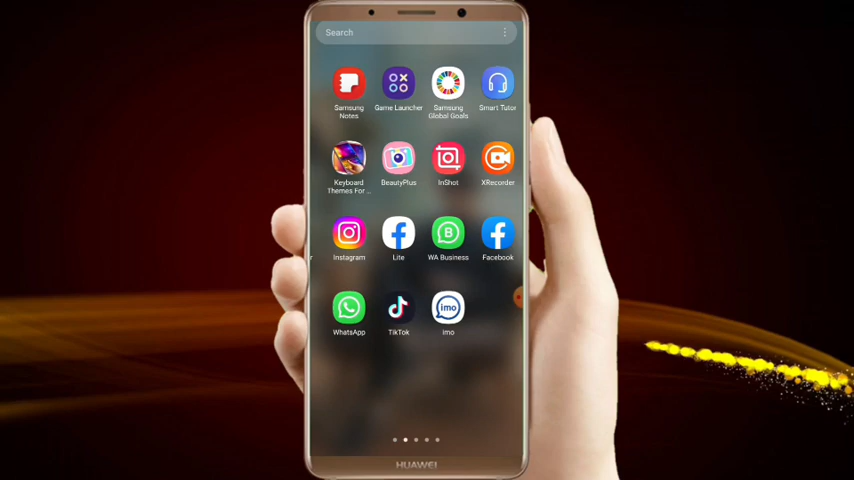 Search
Samsung
Notes
Game Launcher
Samsung
Global Goals
Smart Tutor
Keyboard
Themes For ..
BeautyPlus
InShot
XRecorder
r
Instagram
Lite
B
WA Business
Facebook
WhatsApp
TikTok
imo
imo
HUAWEI